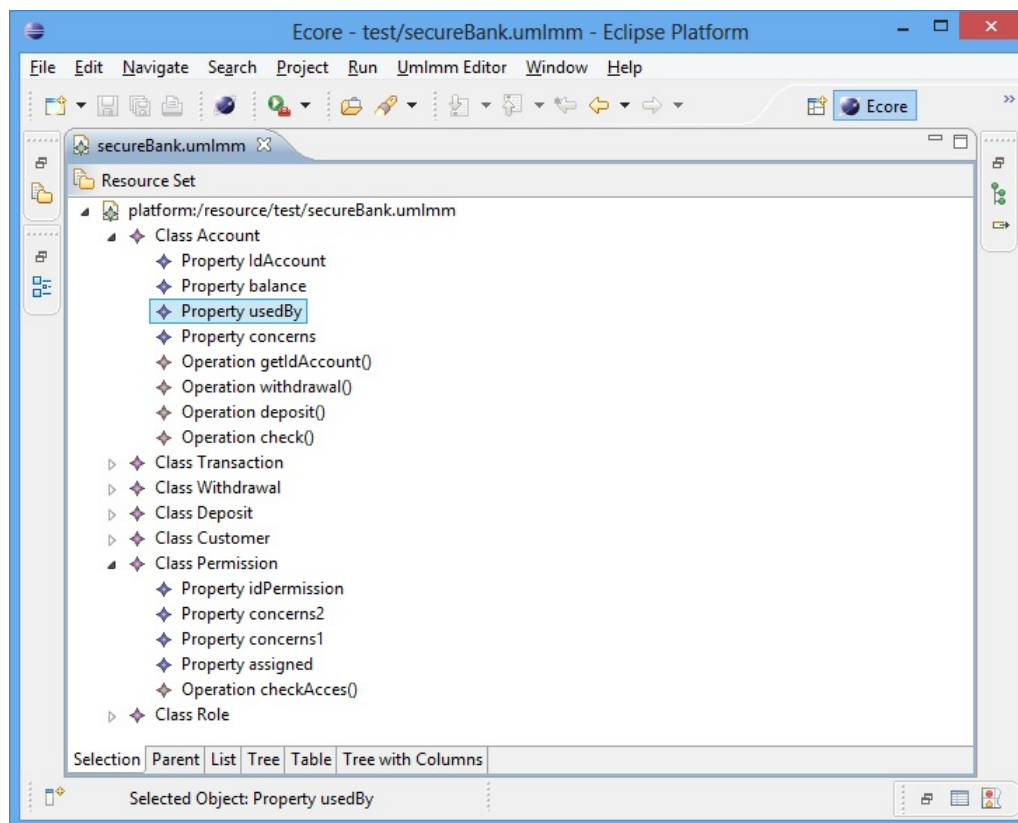 Ecore - test/secureBank.umlmm - Eclipse Platform
File Edit Navigate Search Project Run Umlmm Editor Window Help
Ecore
secureBank.umlmm
Resource Set
platform:/resource/test/secureBank.umlmm
Class Account
Property IdAccount
Property balance
Property usedBy
Property concerns
Operation getIdAccount()
Operation withdrawal()
Operation deposit()
Operation check()
Class Transaction
Class Withdrawal
Class Deposit
Class Customer
Class Permission
Property idPermission
Property concerns2
Property concerns1
Property assigned
Operation checkAcces()
Class Role
Selection Parent List Tree Table Tree with Columns
Selected Object: Property usedBy